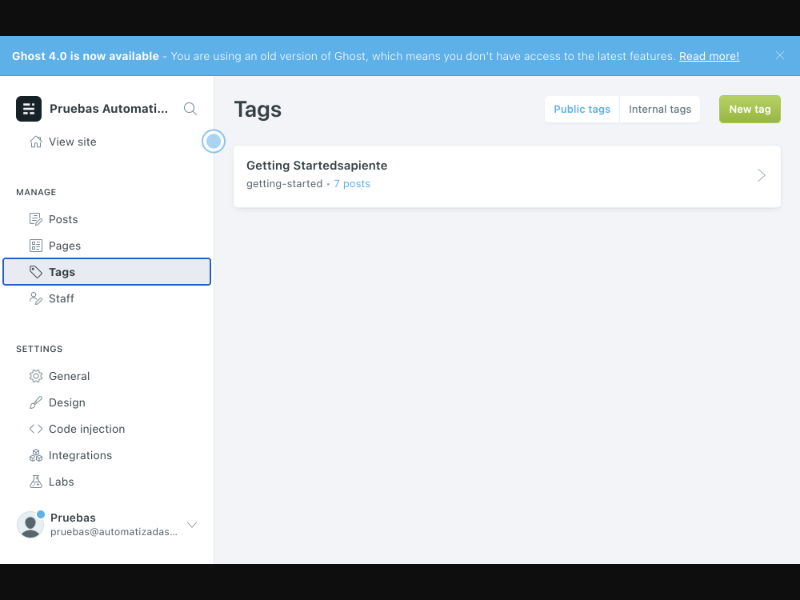 Ghost 4.0 is now available - You are using an old version of Ghost, which means you don't have access to the latest features. Read more!
Pruebas Automati...
View site
MANAGE
Posts
Pages
Tags
Staff
SETTINGS
General
Design
Code injection
Integrations
Labs
Pruebas
pruebas@automatizadas...
Tags
Public tags
Internal tags
New tag
Getting Startedsapiente
getting-started • 7 posts